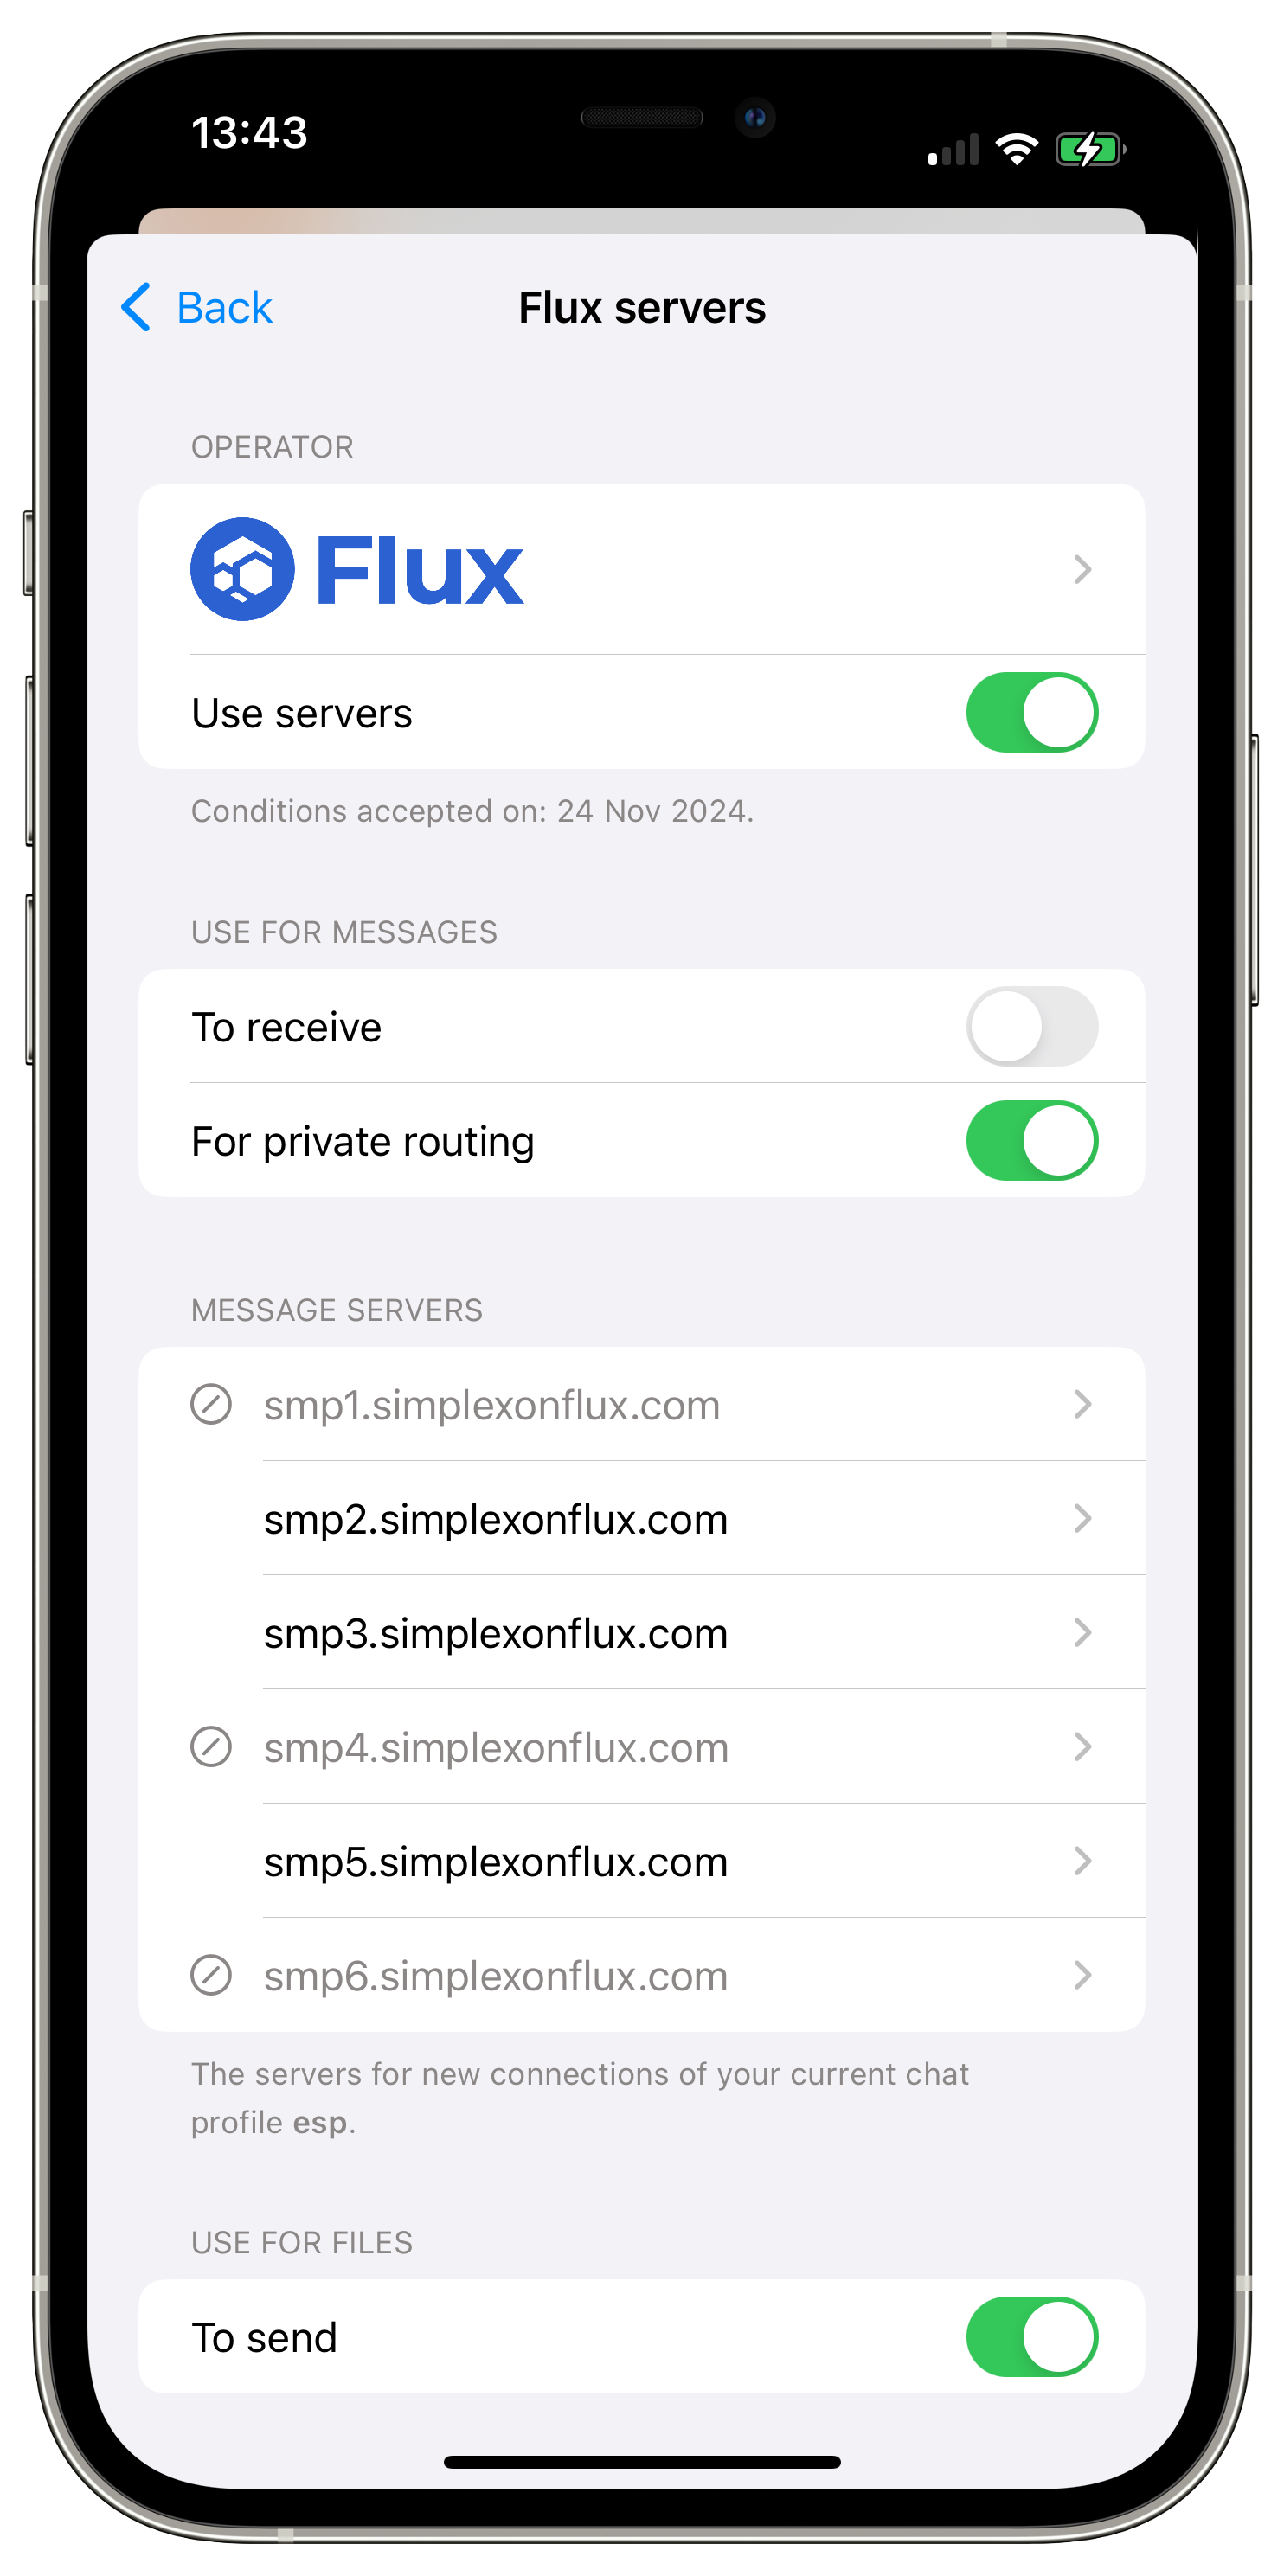 13:43
Back
Flux servers
OPERATOR
Flux
Use servers
Conditions accepted on: 24 Nov 2024.
USE FOR MESSAGES
To receive
For private routing
MESSAGE SERVERS
smp1.simplexonflux.com
smp2.simplexonflux.com
smp3.simplexonflux.com
smp4.simplexonflux.com
smp5.simplexonflux.com
smp6.simplexonflux.com
The servers for new connections of your current chat
profile esp.
USE FOR FILES
To send